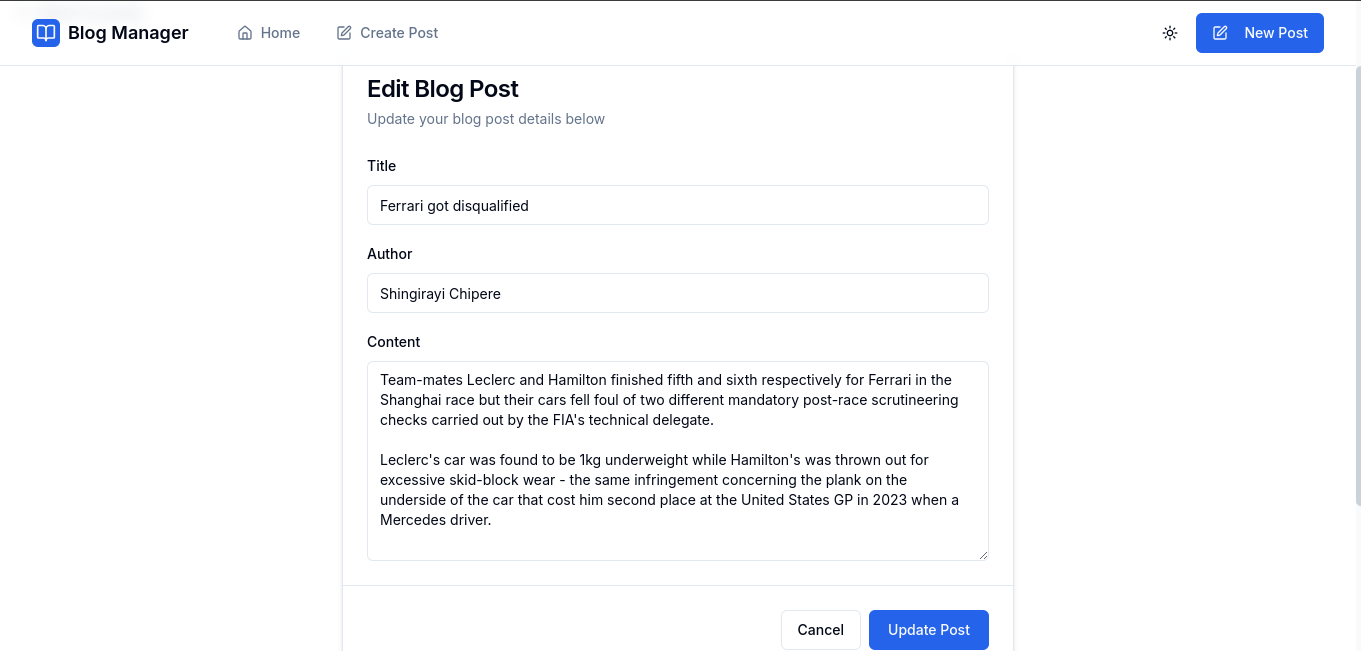 Blog Manager
Home
Create Post
New Post
Edit Blog Post
Update your blog post details below
Title
Ferrari got disqualified
Author
Shingirayi Chipere
Content
Team-mates Leclerc and Hamilton finished fifth and sixth respectively for Ferrari in the
Shanghai race but their cars fell foul of two different mandatory post-race scrutineering
checks carried out by the FIA's technical delegate.
Leclerc's car was found to be 1kg underweight while Hamilton's was thrown out for
excessive skid-block wear - the same infringement concerning the plank on the
underside of the car that cost him second place at the United States GP in 2023 when a
Mercedes driver.
Cancel
Update Post